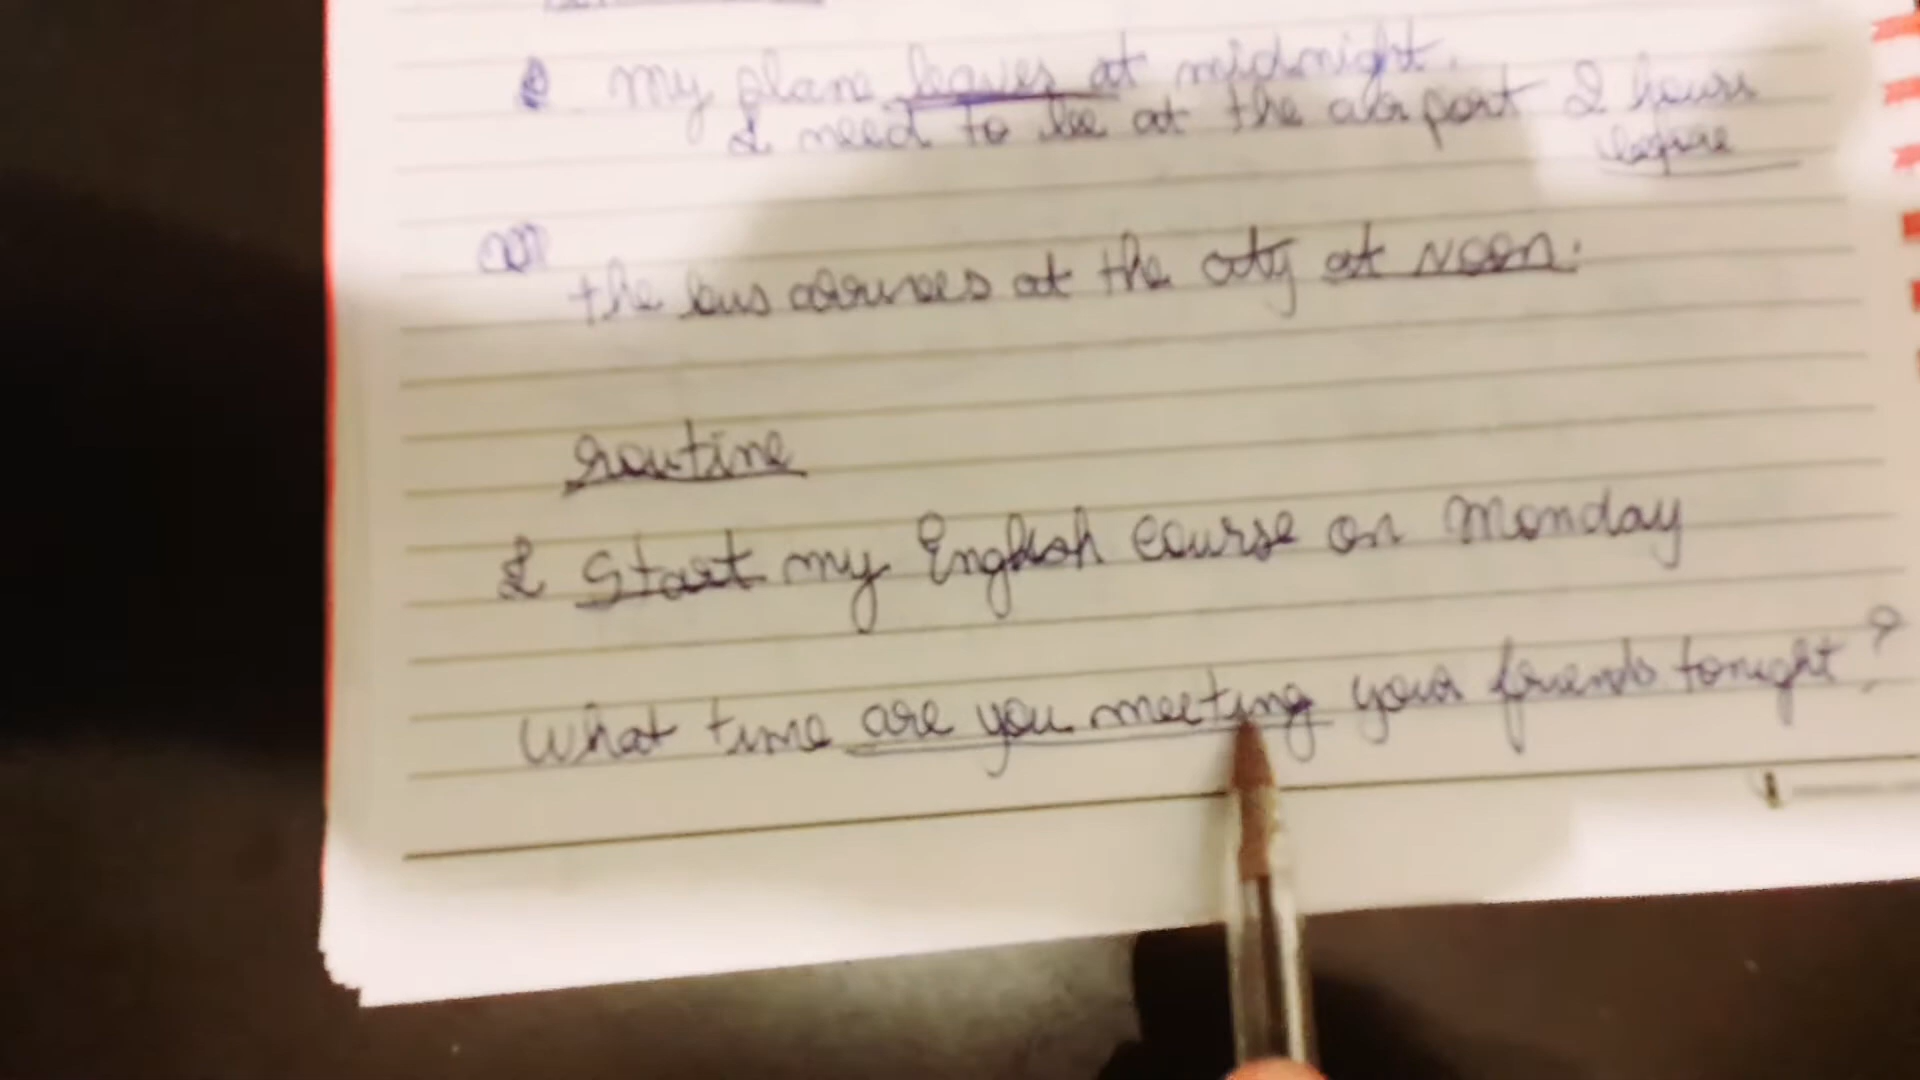 My plane leaves at midnight.
I need to be at the airport 2 hours
before
the bus arrives at the city at Noon.
routine
I Start my English course on Monday
What time are you meeting your friends tonight?